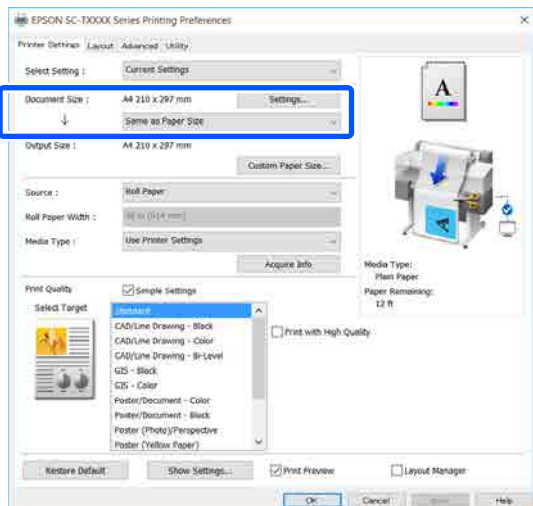 EPSON SC-TXXXX Series Printing Preferences
Printer Settings Layout Advanced Utility
Select Setting : Current Settings
Document Size : A4 210 x 297 mm Settings...
↓ Same as Paper Size
Output Size : A4 210 x 297 mm
Custom Paper Size...
Source : Roll Paper
Roll Paper Width :
Media Type : Use Printer Settings
Acquire Info
A
Media Type:
Plain Paper
Paper Remaining:
12 ft
Print Quality Simple Settings
Select Target
Standard
CAD/Line Drawing - Black
CAD/Line Drawing - Color
CAD/Line Drawing - Bi-Level
GIS - Black
GIS - Color
Poster/Document - Color
Poster/Document - Black
Poster (Photo)/Perspective
Poster (Yellow Paper)
Print with High Quality
Restore Default Show Settings... Print Preview Layout Manager
OK Cancel Help